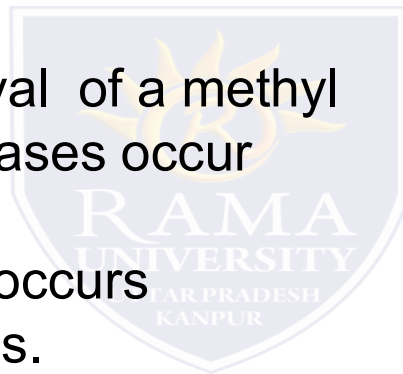 val of a methyl
ases occur
occurs
s.
RAMA
UNIVERSITY
UTTAR PRADESH
KANPUR